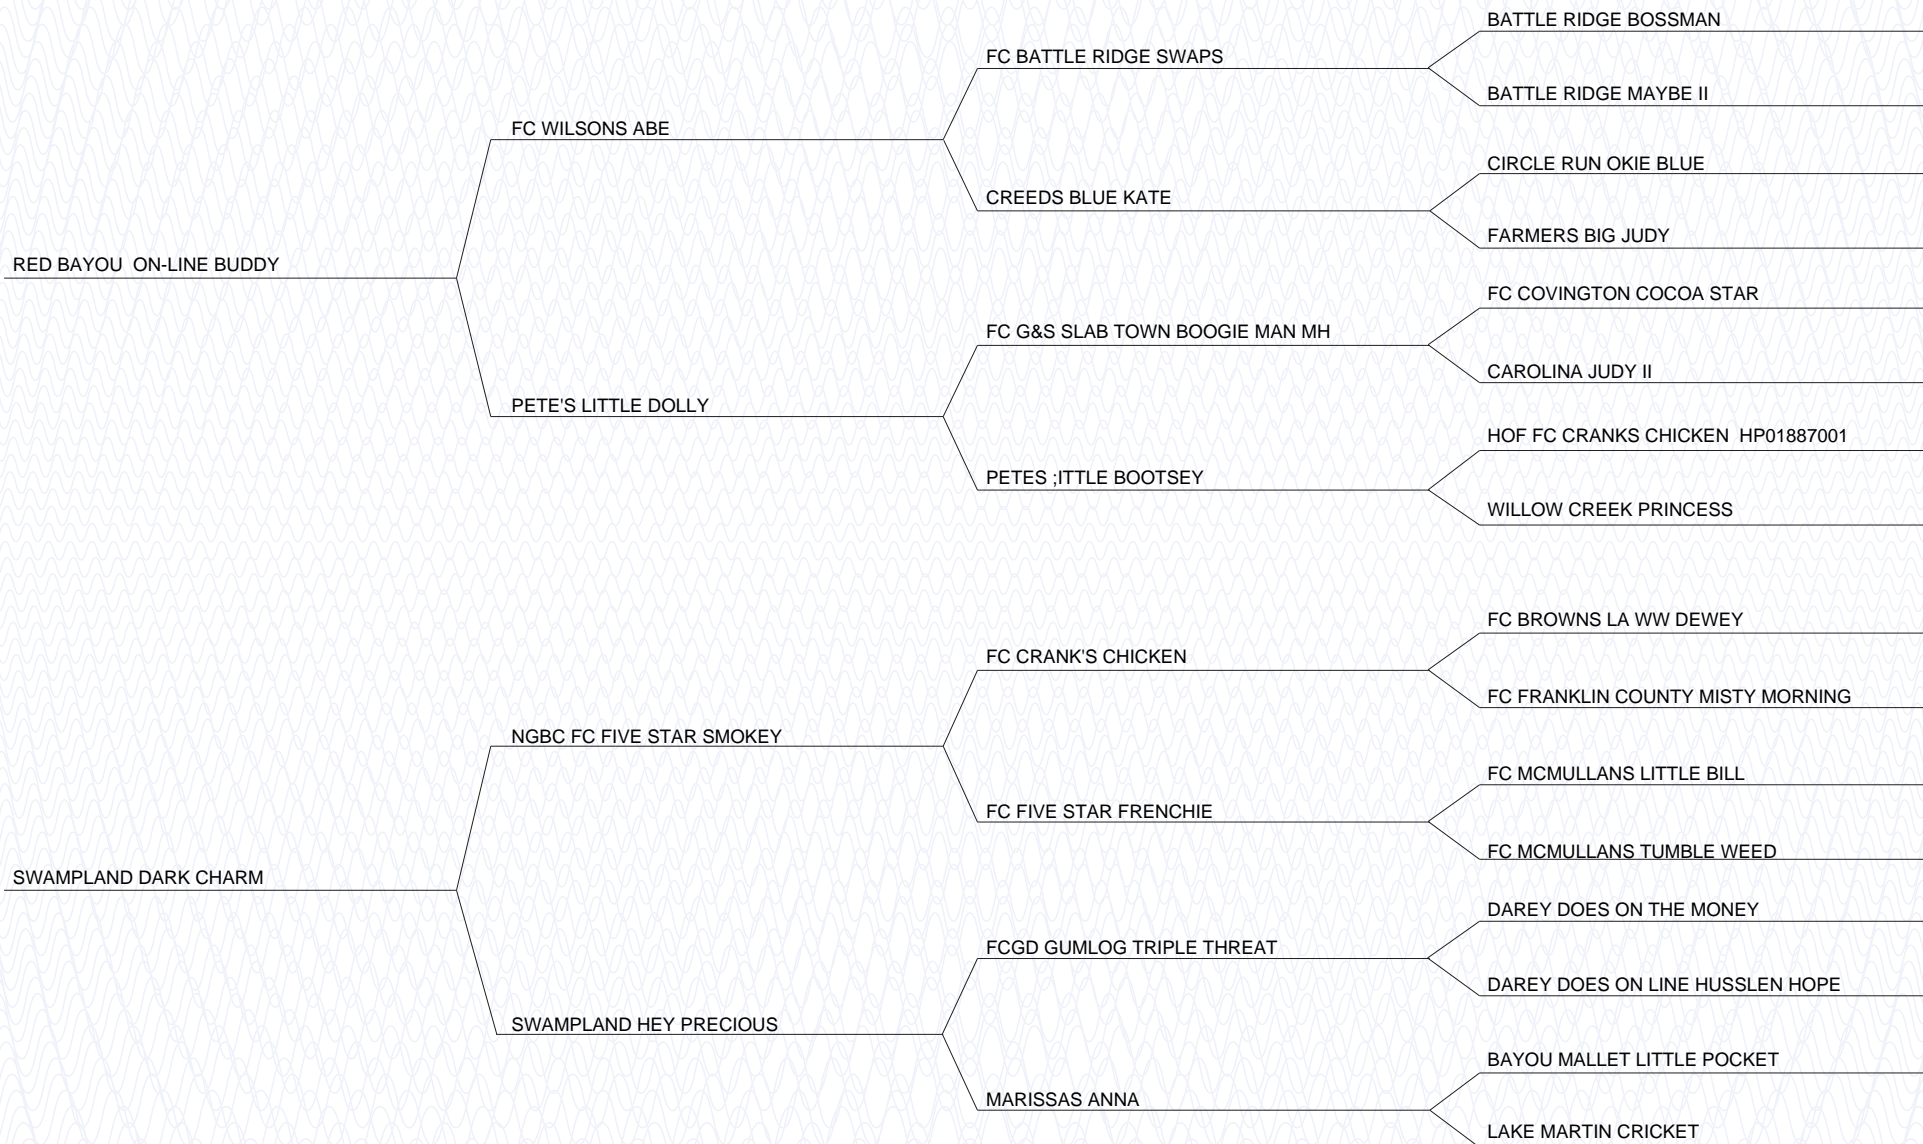 BATTLE RIDGE BOSSMAN
FC BATTLE RIDGE SWAPS
BATTLE RIDGE MAYBE II
FC WILSONS ABE
CIRCLE RUN OKIE BLUE
CREEDS BLUE KATE
FARMERS BIG JUDY
RED BAYOU  ON-LINE BUDDY
FC COVINGTON COCOA STAR
FC G&S SLAB TOWN BOOGIE MAN MH
CAROLINA JUDY II
PETE'S LITTLE DOLLY
HOF FC CRANKS CHICKEN  HP01887001
PETES ;ITTLE BOOTSEY
WILLOW CREEK PRINCESS
FC BROWNS LA WW DEWEY
FC CRANK'S CHICKEN
FC FRANKLIN COUNTY MISTY MORNING
NGBC FC FIVE STAR SMOKEY
FC MCMULLANS LITTLE BILL
FC FIVE STAR FRENCHIE
FC MCMULLANS TUMBLE WEED
SWAMPLAND DARK CHARM
DAREY DOES ON THE MONEY
FCGD GUMLOG TRIPLE THREAT
DAREY DOES ON LINE HUSSLEN HOPE
SWAMPLAND HEY PRECIOUS
BAYOU MALLET LITTLE POCKET
MARISSAS ANNA
LAKE MARTIN CRICKET